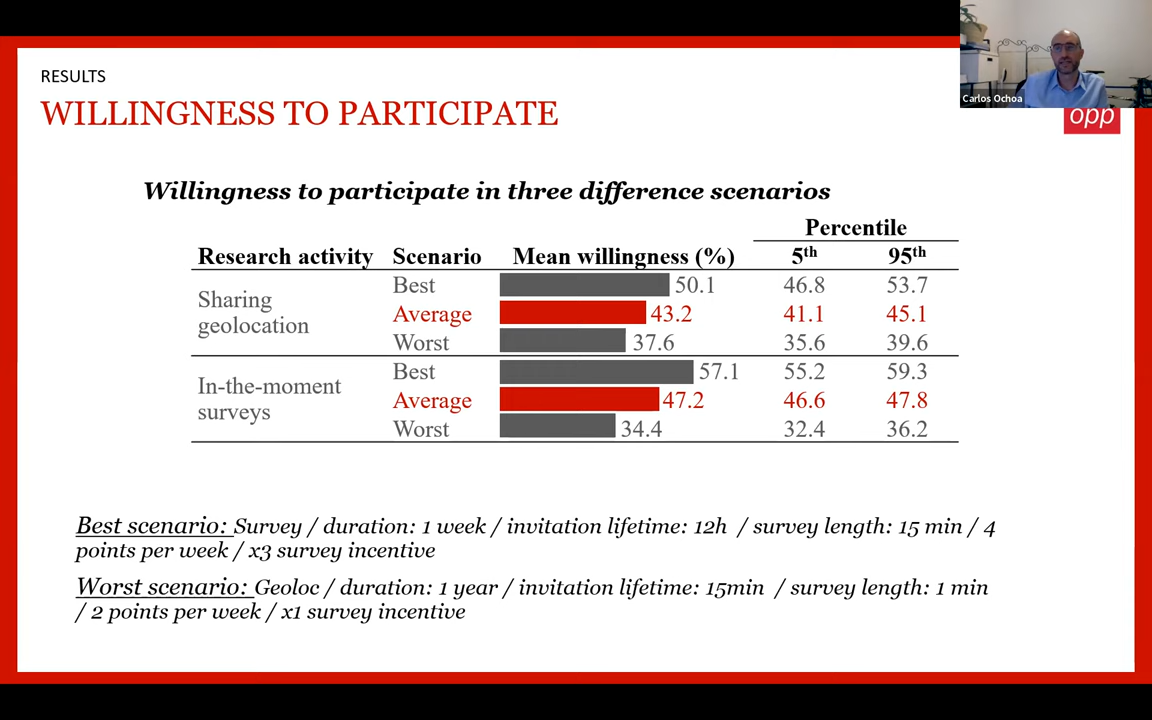 RESULTS
WILLINGNESS TO PARTICIPATE
Carlos Ochoa
opp
Willingness to participate in three difference scenarios
Percentile
Research activity Scenario Mean willingness (%) 5th 95th
Sharing geolocation
Best 50.1 46.8 53.7
Average 43.2 41.1 45.1
Worst 37.6 35.6 39.6
In-the-moment surveys
Best 57.1 55.2 59.3
Average 47.2 46.6 47.8
Worst 34.4 32.4 36.2
Best scenario: Survey / duration: 1 week / invitation lifetime: 12h / survey length: 15 min / 4
points per week / x3 survey incentive
Worst scenario: Geoloc / duration: 1 year / invitation lifetime: 15min / survey length: 1 min
/ 2 points per week / x1 survey incentive